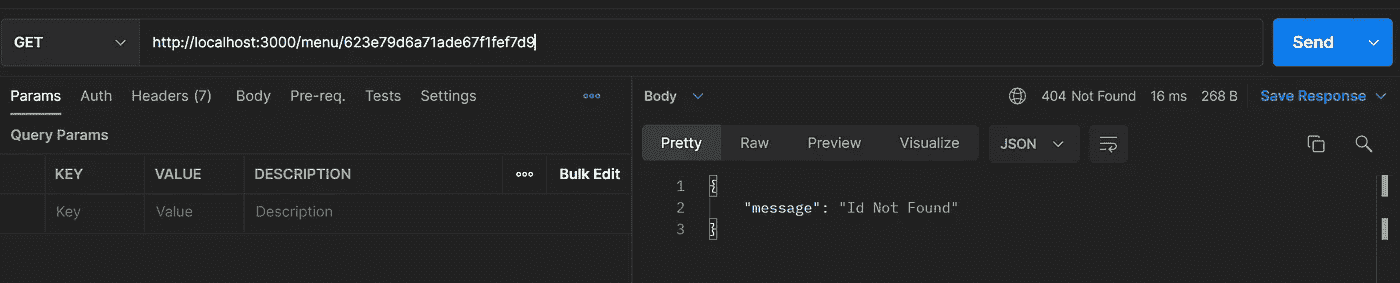 GET http://localhost:3000/menu/623e79d6a71ade67f1fef7d9 Send
Params Auth Headers (7) Body Pre-req. Tests Settings
Query Params
KEY VALUE DESCRIPTION Bulk Edit
Key Value Description
Body 404 Not Found 16 ms 268 B Save Response
Pretty Raw Preview Visualize JSON
1 {
2 "message": "Id Not Found"
3 }